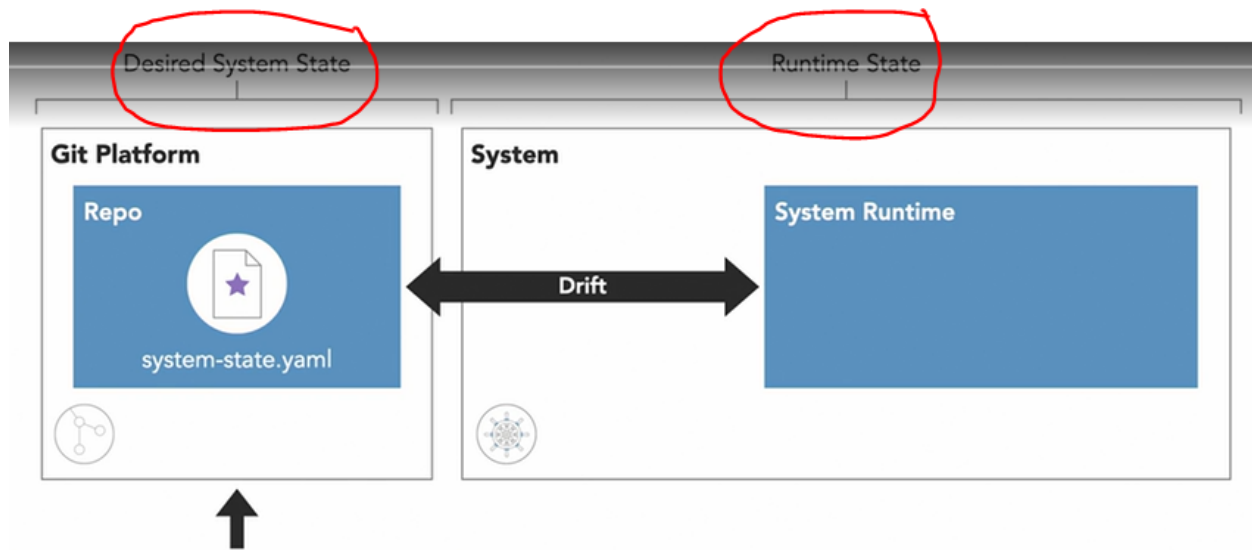 Desired System State
Runtime State
Git Platform
System
Repo
System Runtime
Drift
system-state.yaml